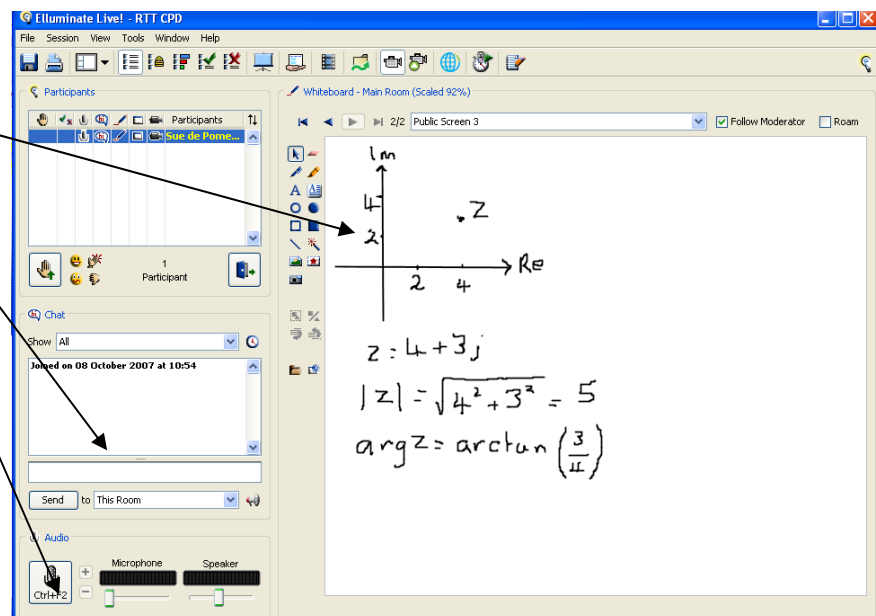 Elluminate Live! - RTT CPD
File Session View Tools Window Help
Participants
Participants
Sue de Pome...
1
Participant
Chat
Show All
Joined on 08 October 2007 at 10:54
Send to This Room
Audio
Microphone Speaker
Ctrl+F2
Whiteboard - Main Room (Scaled 92%)
2/2 Public Screen 3 Follow Moderator Roam
Im
4
2
z
2 4 Re
z = 4 + 3j
|z| = √(4² + 3²) = 5
arg z = arctan (3/4)